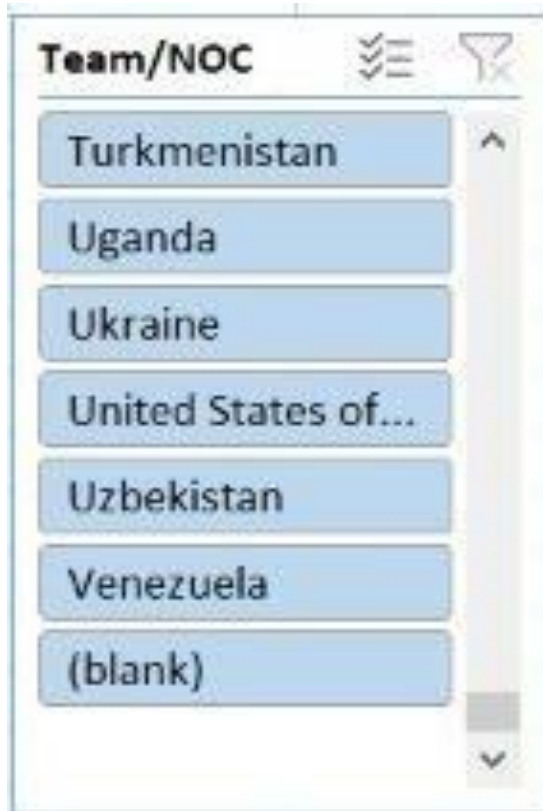 Team/NOC
Turkmenistan
Uganda
Ukraine
United States of...
Uzbekistan
Venezuela
(blank)